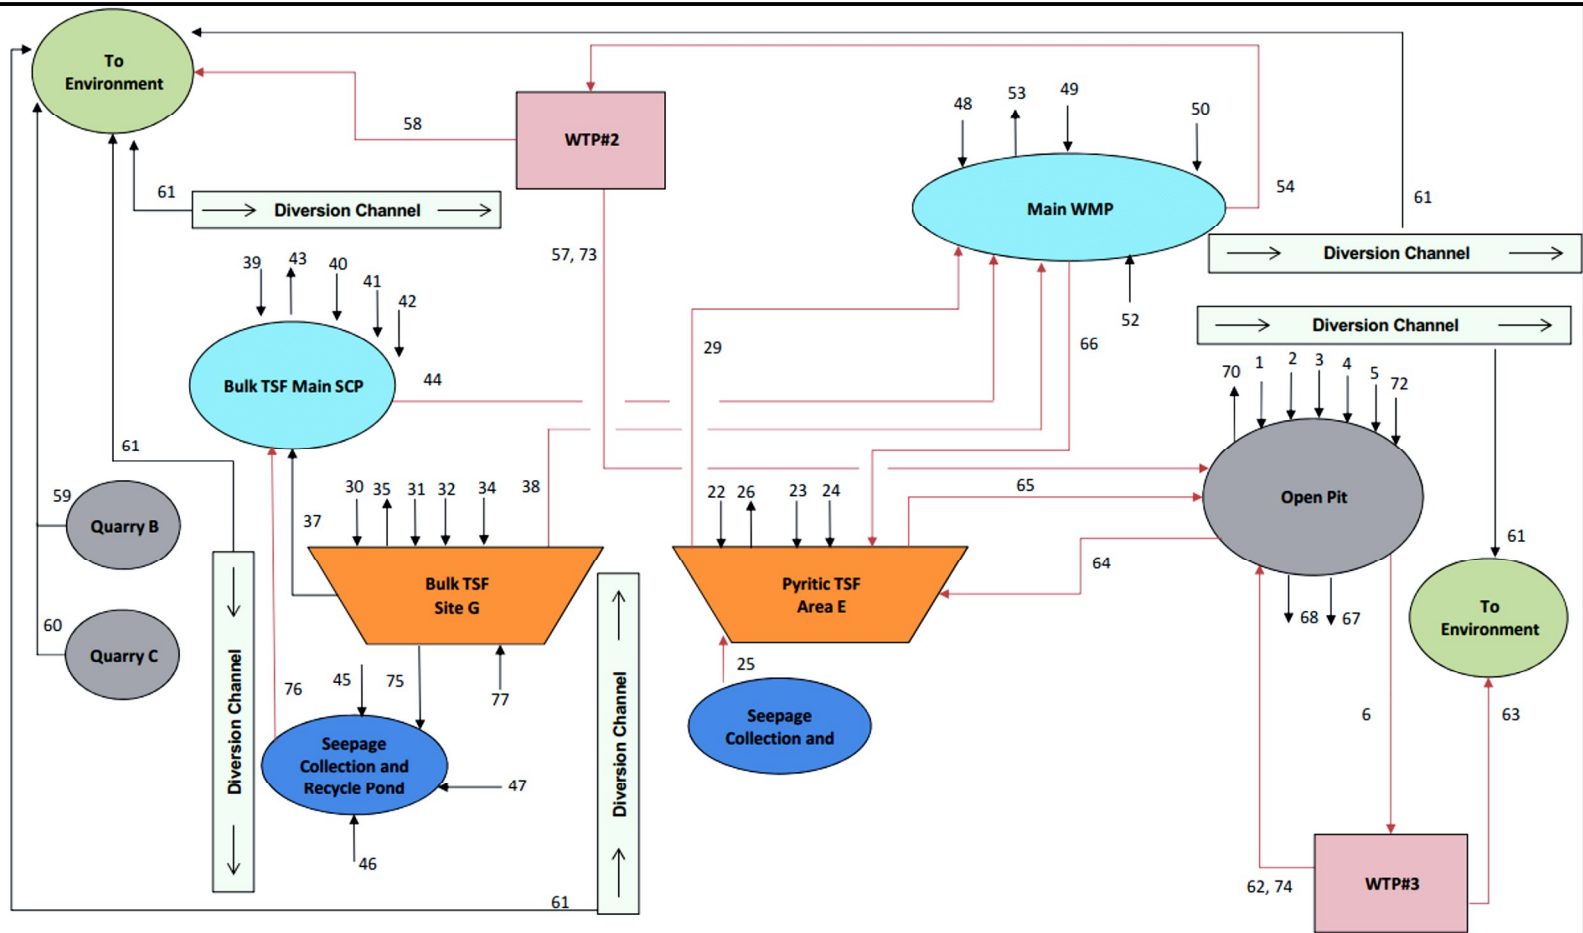 To
Environment
58
WTP#2
48
53
49
50
Main WMP
54
61
61
Diversion Channel
57, 73
Diversion Channel
39
43
40
41
42
52
Diversion Channel
Bulk TSF Main SCP
44
29
66
70
1
2
3
4
5
72
61
59
Quarry B
37
30
35
31
32
34
38
22
26
23
24
65
Open Pit
61
64
Bulk TSF
Site G
Pyritic TSF
Area E
60
Quarry C
68
67
To
Environment
Diversion Channel
76
45
75
77
25
Diversion Channel
Seepage
Collection and
Recycle Pond
47
46
Seepage
Collection and
6
63
62, 74
WTP#3
61